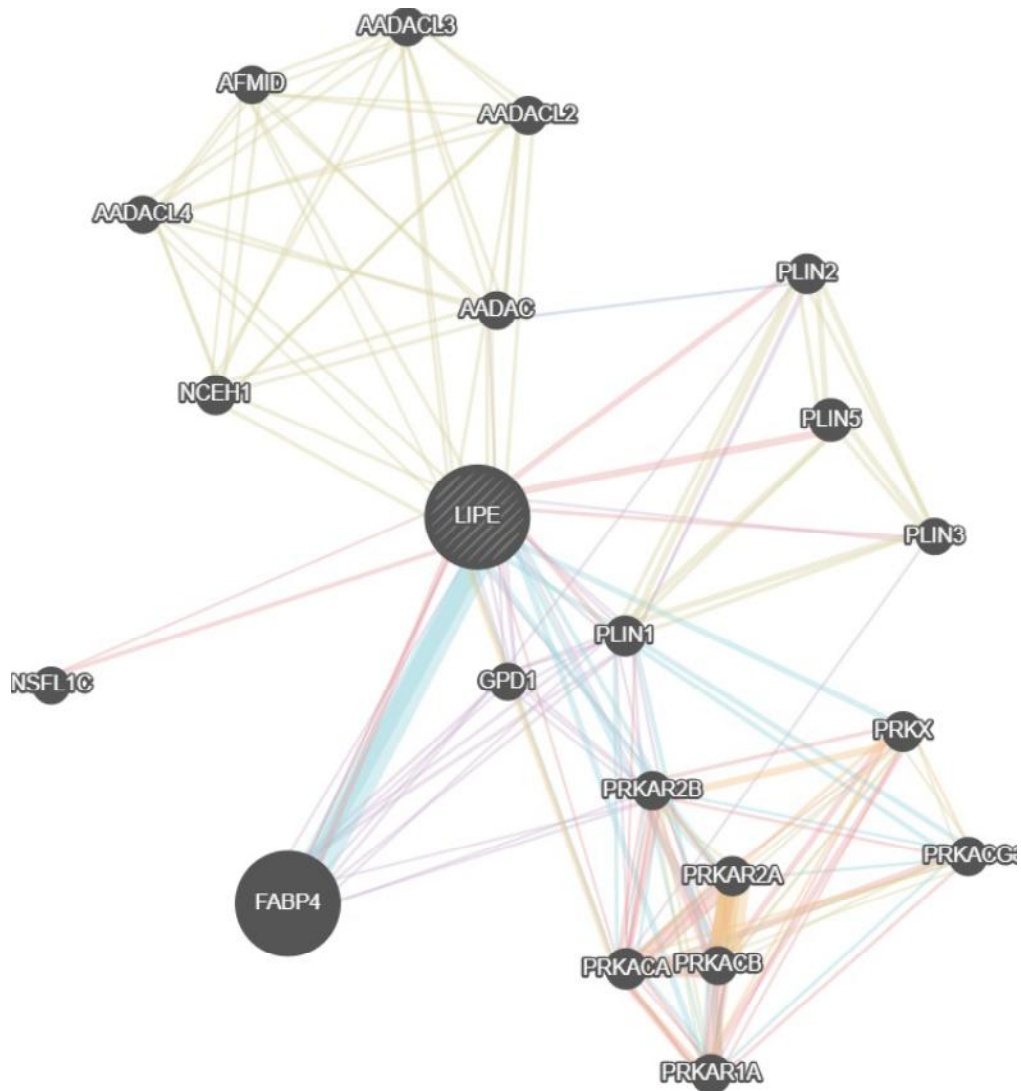 AADACL3
AFMID
AADACL2
AADACL4
PLIN2
AADAC
NCEH1
PLIN5
LIPE
PLIN3
PLIN1
NSFL1C
GPD1
PRKX
PRKAR2B
PRKACG3
PRKAR2A
FABP4
PRKACA
PRKACB
PRKAR1A